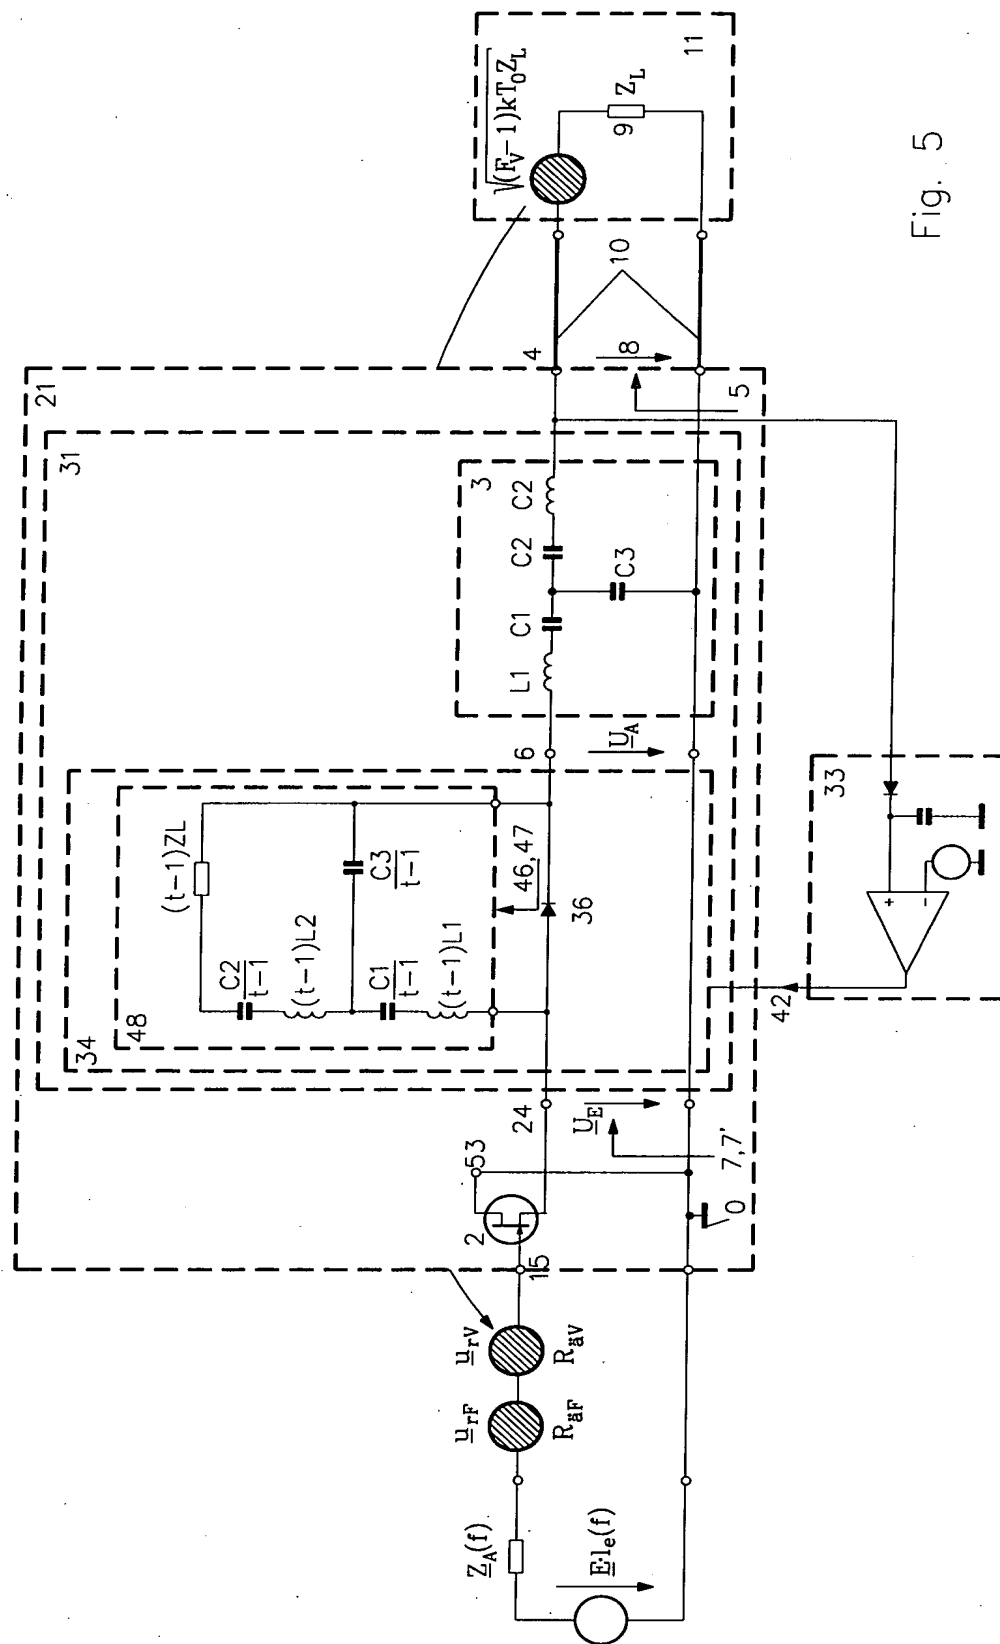 √(F_V-1)kT_0Z_L
11
9
Z_L
10
21
31
3
L1
C1
C2
C2
C3
4
8
5
6
U_A
34
48
C2
t-1
(t-1)ZL
(t-1)L2
C3
t-1
C1
t-1
(t-1)L1
46,47
36
33
+
-
42
24
U_E
7,7'
53
2
15
0
u_rV
R_äV
u_rF
R_äF
Z_A(f)
E·l_e(f)
Fig. 5